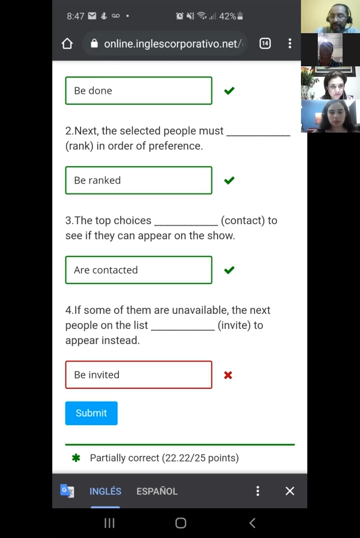 8:47 42%
online.inglescorporativo.net/ 14
Be done
2.Next, the selected people must ___________
(rank) in order of preference.
Be ranked
3.The top choices ___________ (contact) to
see if they can appear on the show.
Are contacted
4.If some of them are unavailable, the next
people on the list ___________ (invite) to
appear instead.
Be invited
Submit
Partially correct (22.22/25 points)
INGLÉS ESPAÑOL